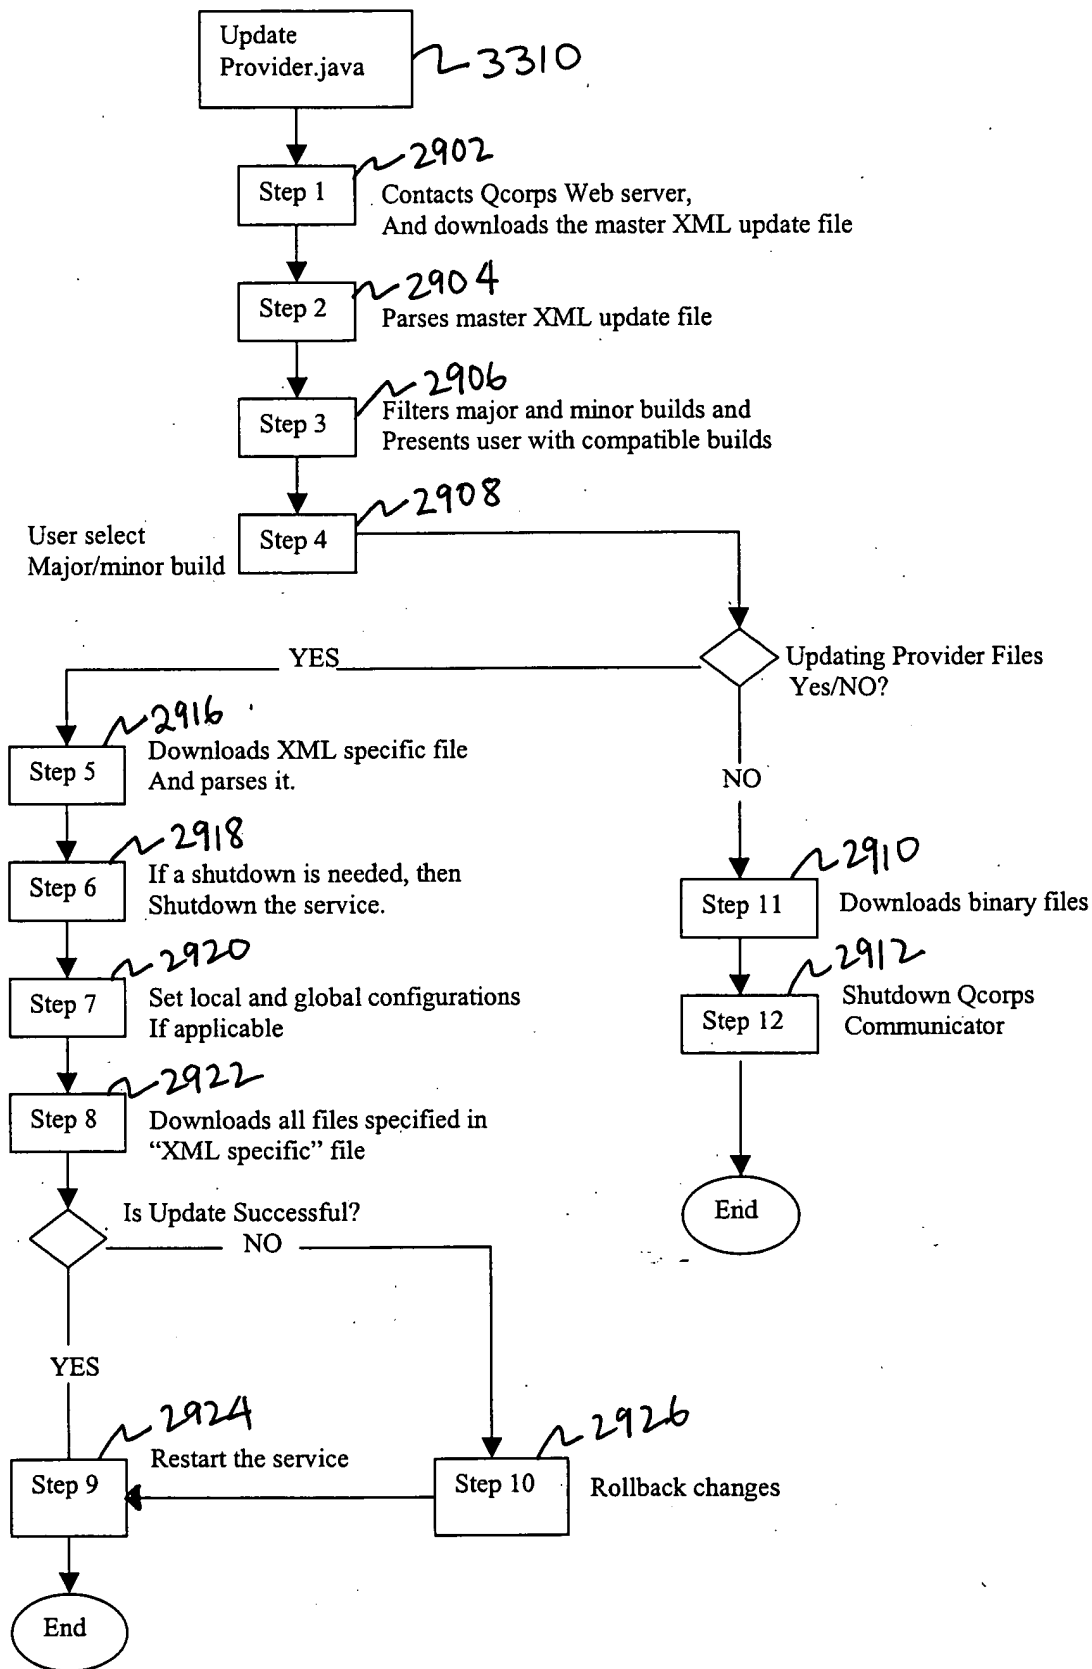 Update
Provider.java
3310
2902
Step 1
Contacts Qcorps Web server,
And downloads the master XML update file
2904
Step 2
Parses master XML update file
2906
Step 3
Filters major and minor builds and
Presents user with compatible builds
2908
Step 4
User select
Major/minor build
Updating Provider Files
Yes/NO?
YES
NO
2916
Step 5
Downloads XML specific file
And parses it.
2918
Step 6
If a shutdown is needed, then
Shutdown the service.
2920
Step 7
Set local and global configurations
If applicable
2922
Step 8
Downloads all files specified in
“XML specific” file
Is Update Successful?
NO
YES
2924
Step 9
Restart the service
2926
Step 10
Rollback changes
End
2910
Step 11
Downloads binary files
2912
Step 12
Shutdown Qcorps
Communicator
End